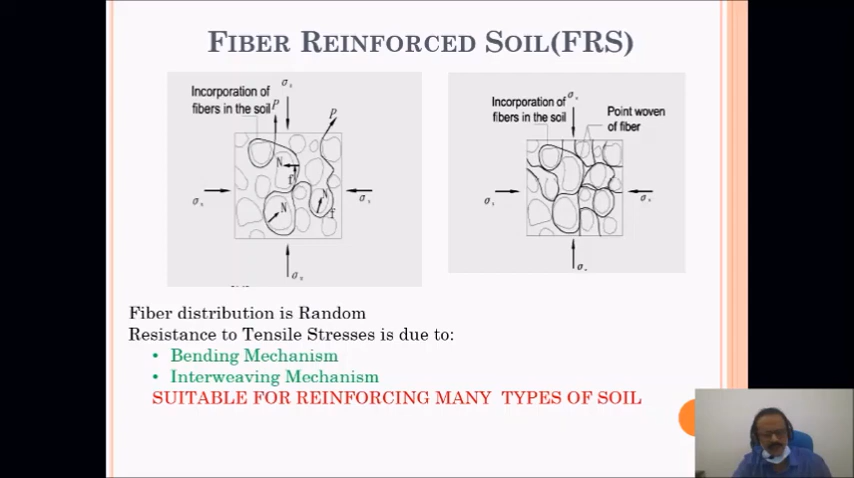 FIBER REINFORCED SOIL(FRS)
Incorporation of
fibers in the soil
P
P
N
f
N
N
f
Incorporation of
fibers in the soil
Point woven
of fiber
Fiber distribution is Random
Resistance to Tensile Stresses is due to:
• Bending Mechanism
• Interweaving Mechanism
SUITABLE FOR REINFORCING MANY TYPES OF SOIL